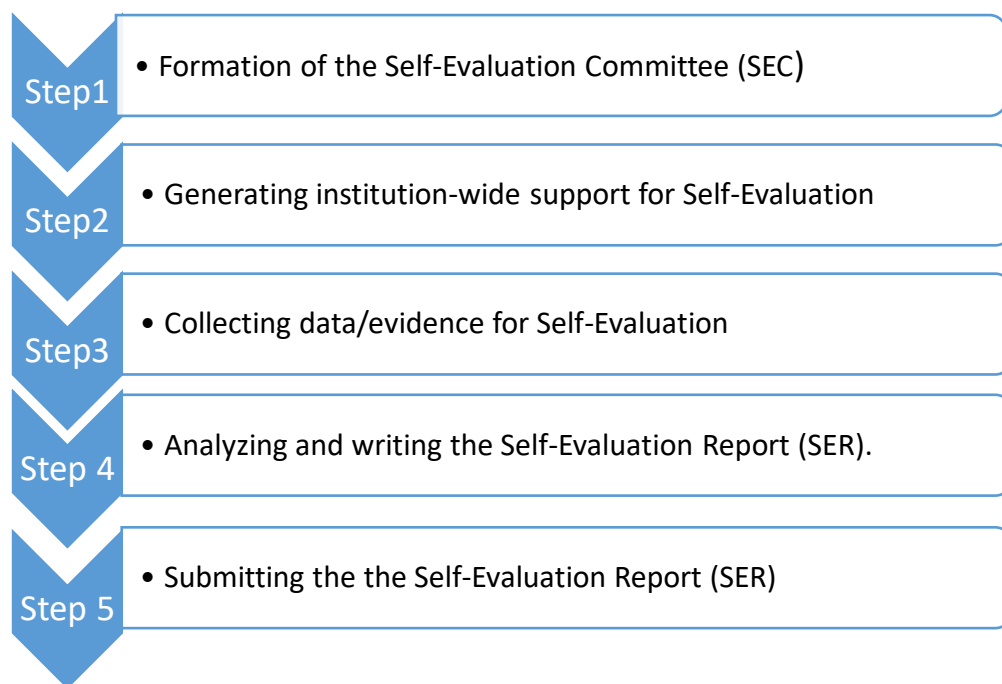 Step1
• Formation of the Self-Evaluation Committee (SEC)
Step2
• Generating institution-wide support for Self-Evaluation
Step3
• Collecting data/evidence for Self-Evaluation
Step 4
• Analyzing and writing the Self-Evaluation Report (SER).
Step 5
• Submitting the the Self-Evaluation Report (SER)